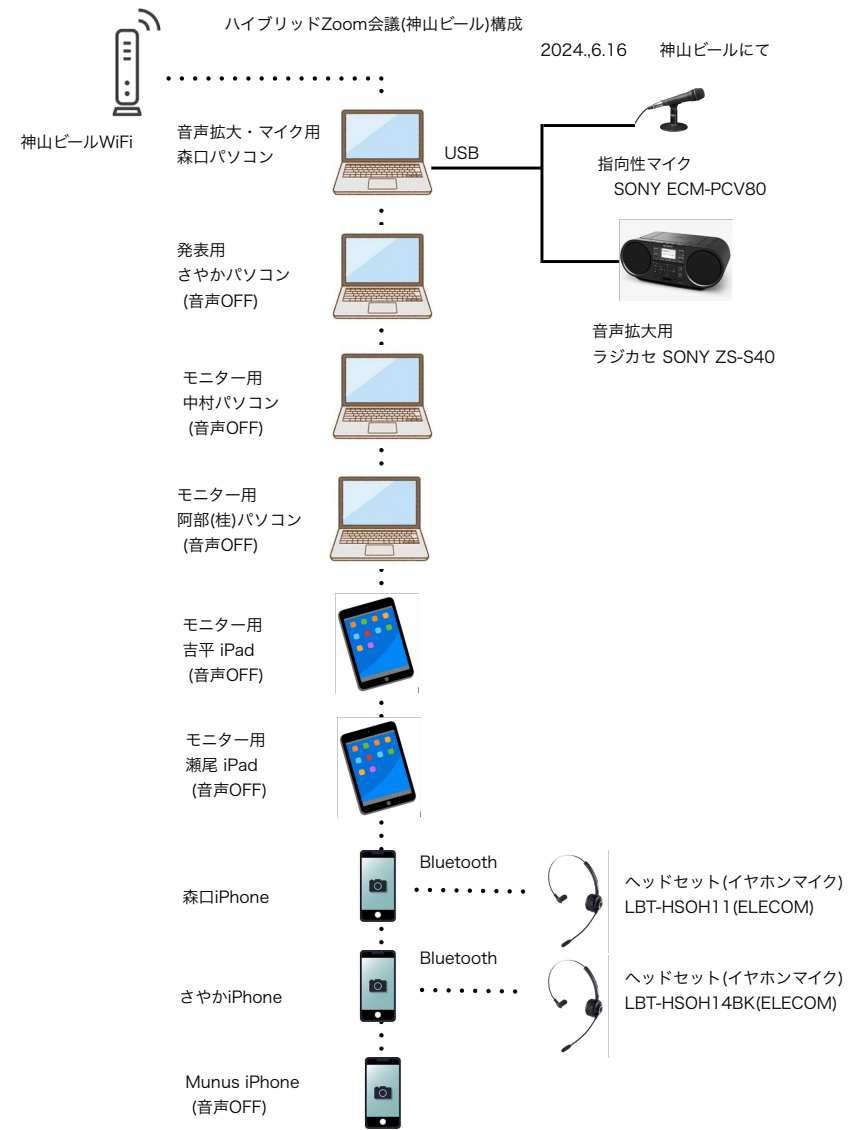 ハイブリッドZoom会議(神山ビール)構成
2024.,6.16　神山ビールにて
神山ビールWiFi
音声拡大・マイク用
森口パソコン
USB
指向性マイク
SONY ECM-PCV80
発表用
さやかパソコン
(音声OFF)
音声拡大用
ラジカセ SONY ZS-S40
モニター用
中村パソコン
(音声OFF)
モニター用
阿部(桂)パソコン
(音声OFF)
モニター用
吉平 iPad
(音声OFF)
モニター用
瀬尾 iPad
(音声OFF)
森口iPhone
Bluetooth
ヘッドセット(イヤホンマイク)
LBT-HSOH11(ELECOM)
さやかiPhone
Bluetooth
ヘッドセット(イヤホンマイク)
LBT-HSOH14BK(ELECOM)
Munus iPhone
(音声OFF)